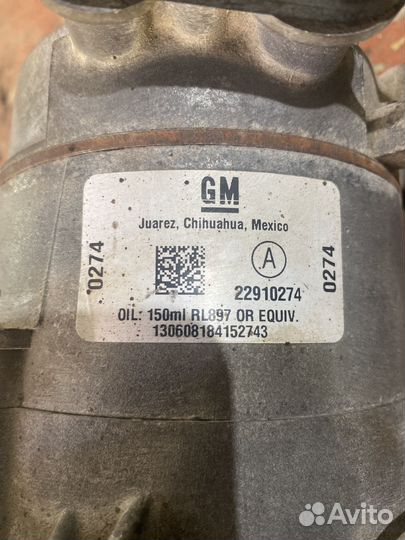 GM
Juarez, Chihuahua, Mexico
0274
A
0274
22910274
OIL: 150ml RL897 OR EQUIV.
130608184152743
Avito